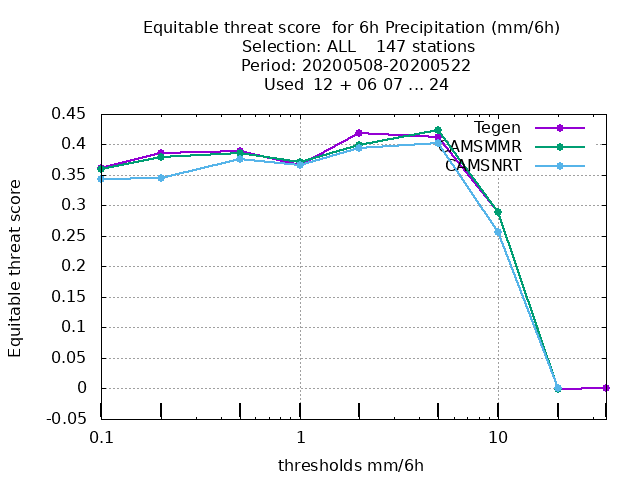 Equitable threat score  for 6h Precipitation (mm/6h)
Selection: ALL    147 stations
Period: 20200508-20200522
Used  12 + 06 07 ... 24
Equitable threat score
0.45
0.4
0.35
0.3
0.25
0.2
0.15
0.1
0.05
0
-0.05
Tegen
CAMSMMR
CAMSNRT
0.1
1
10
thresholds mm/6h